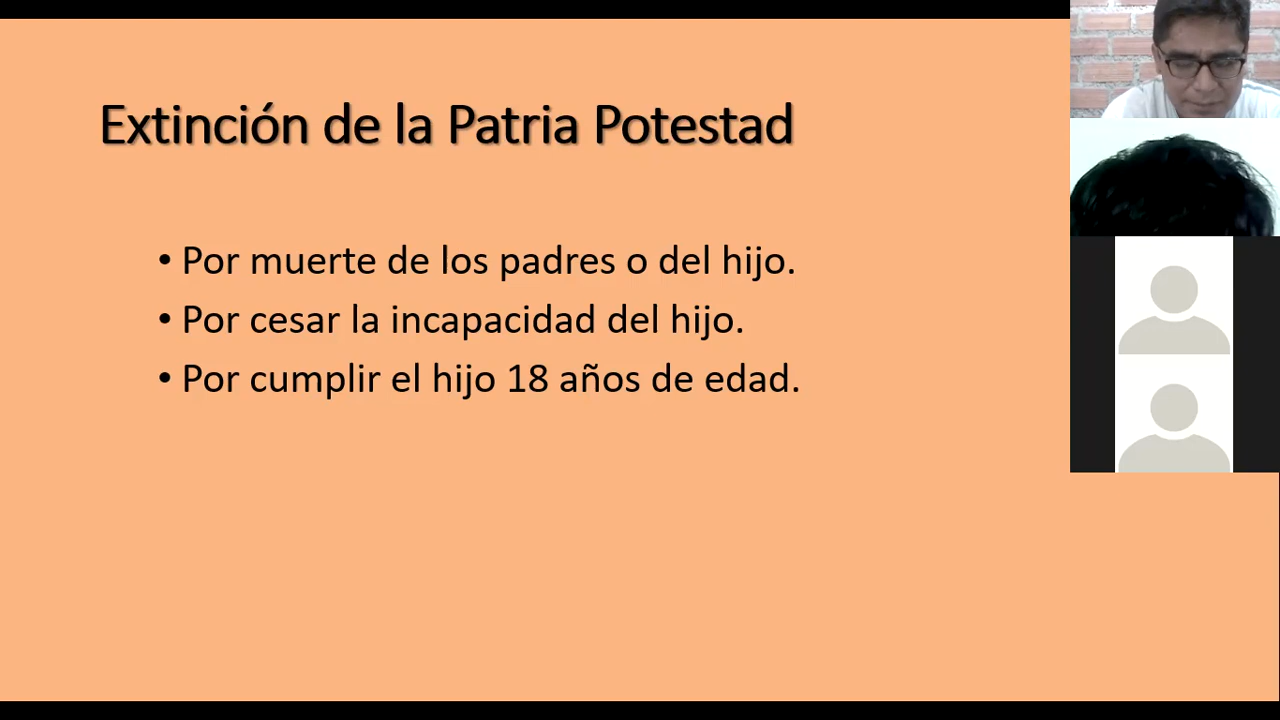 Extinción de la Patria Potestad
• Por muerte de los padres o del hijo.
• Por cesar la incapacidad del hijo.
• Por cumplir el hijo 18 años de edad.